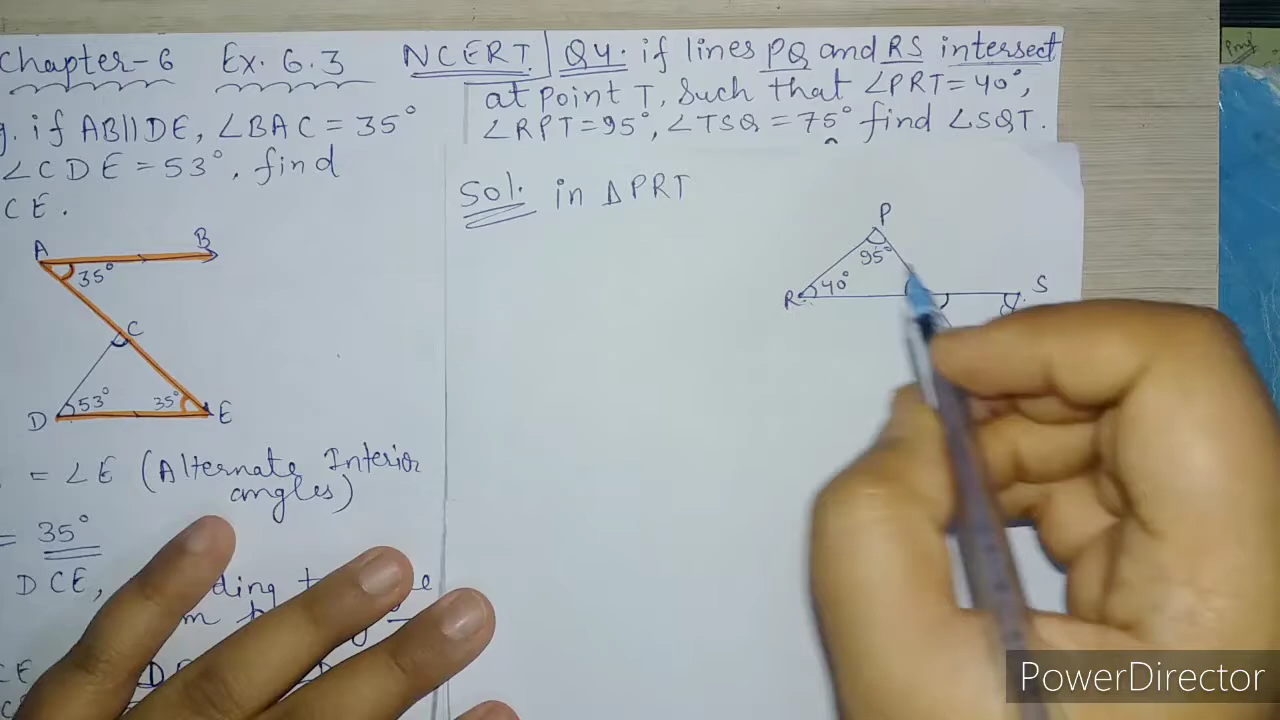 Chapter-6 Ex. 6.3 NCERT.
g. if AB||DE, ∠BAC = 35°
∠CDE = 53°, find
CE.
A B
35°
C
53° 35°
D E
= ∠E (Alternate Interior
angles)
= 35°
DCE,
Q4. if lines PQ and RS intersect
at point T, such that ∠PRT = 40°,
∠RPT = 95°, ∠TSQ = 75° find ∠SQT.
Sol. in ΔPRT
P
95°
R 40° S
PowerDirector